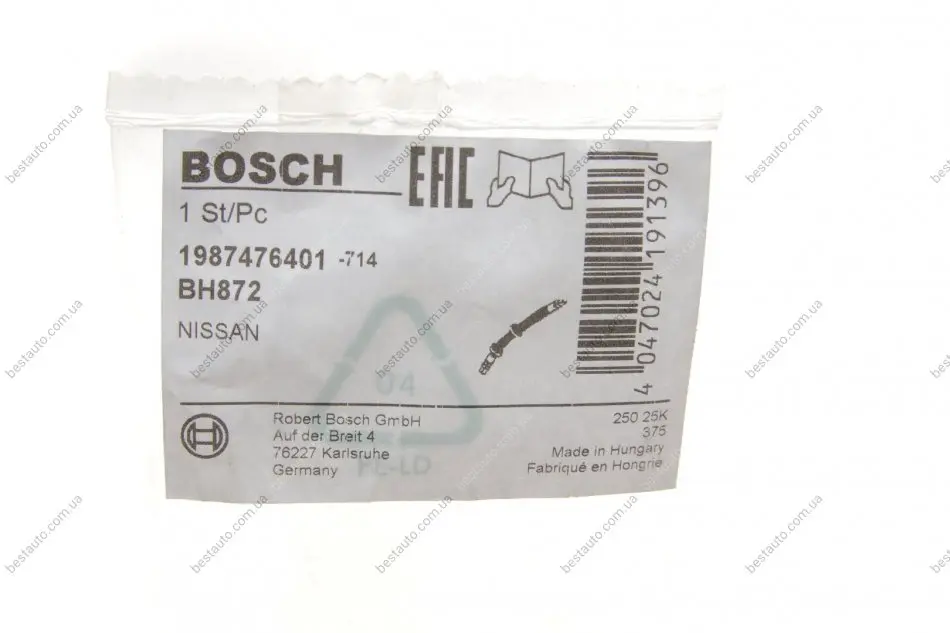 BOSCH
EAC
1 St/Pc
1987476401 -714
BH872
NISSAN
4 047024 191396
04
PE-LD
Robert Bosch GmbH
Auf der Breit 4
76227 Karlsruhe
Germany
250 25K
375
Made in Hungary
Fabriqué en Hongrie
bestauto.com.ua